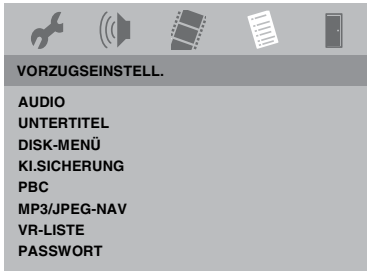 VORZUGSEINSTELL.
AUDIO
UNTERTITEL
DISK-MENÜ
KI.SICHERUNG
PBC
MP3/JPEG-NAV
VR-LISTE
PASSWORT